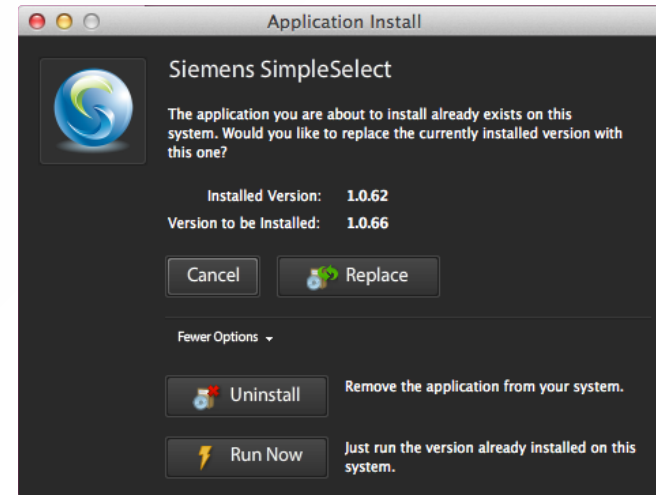 Application Install
Siemens SimpleSelect
The application you are about to install already exists on this
system. Would you like to replace the currently installed version with
this one?
Installed Version: 1.0.62
Version to be Installed: 1.0.66
Cancel
Replace
Fewer Options
Uninstall
Remove the application from your system.
Run Now
Just run the version already installed on this
system.